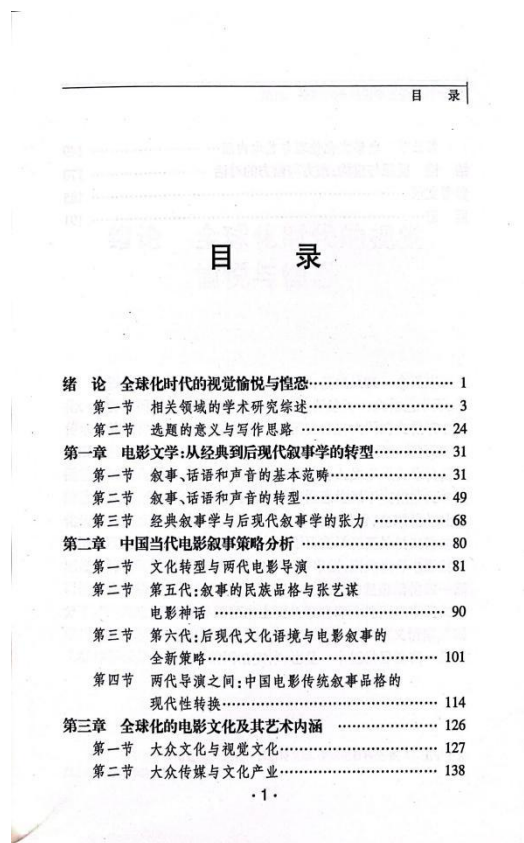 目 录
目 录
绪 论 全球化时代的视觉愉悦与惶恐…………………………… 1
第一节 相关领域的学术研究综述…………………………… 3
第二节 选题的意义与写作思路 …………………………… 24
第一章 电影文学:从经典到后现代叙事学的转型…………… 31
第一节 叙事、话语和声音的基本范畴……………………… 31
第二节 叙事、话语和声音的转型…………………………… 49
第三节 经典叙事学与后现代叙事学的张力 ……………… 68
第二章 中国当代电影叙事策略分析 ………………………… 80
第一节 文化转型与两代电影导演 ………………………… 81
第二节 第五代:叙事的民族品格与张艺谋
电影神话 …………………………………………… 90
第三节 第六代:后现代文化语境与电影叙事的
全新策略…………………………………………… 101
第四节 两代导演之间:中国电影传统叙事品格的
现代性转换………………………………………… 114
第三章 全球化的电影文化及其艺术内涵 ………………… 126
第一节 大众文化与视觉文化……………………………… 127
第二节 大众传媒与文化产业……………………………… 138
·1·